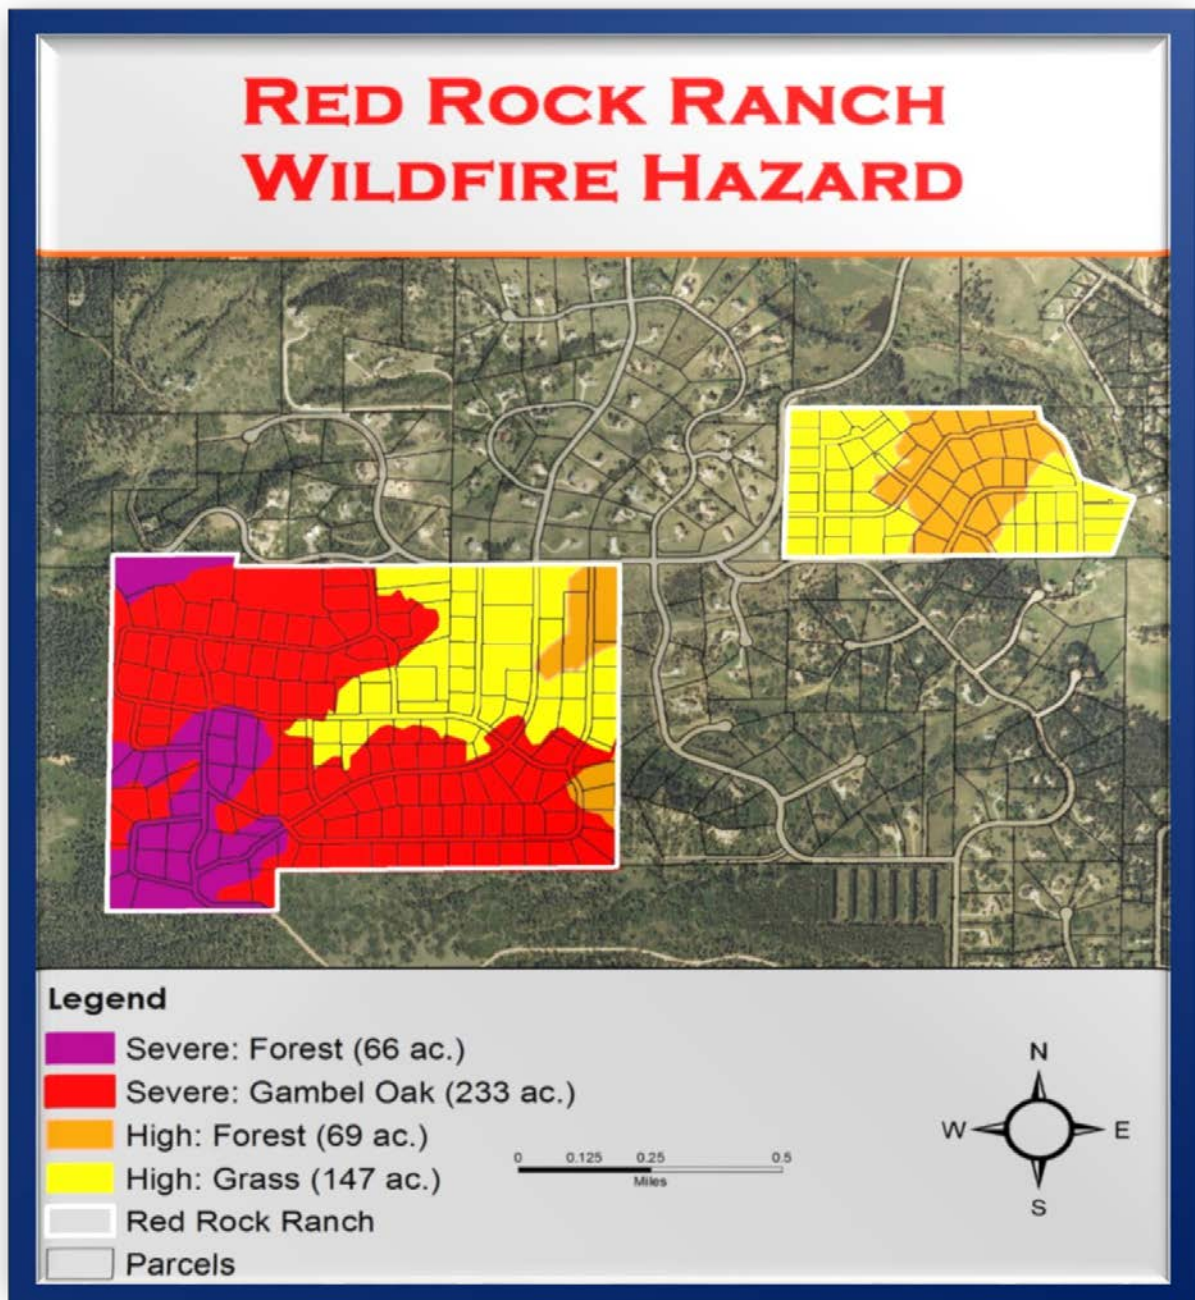 RED ROCK RANCH
WILDFIRE HAZARD
Legend
Severe: Forest (66 ac.)
Severe: Gambel Oak (233 ac.)
High: Forest (69 ac.)
High: Grass (147 ac.)
Red Rock Ranch
Parcels
0 0.125 0.25 0.5
Miles
N
W E
S